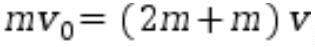 mv₀= (2m+m) v